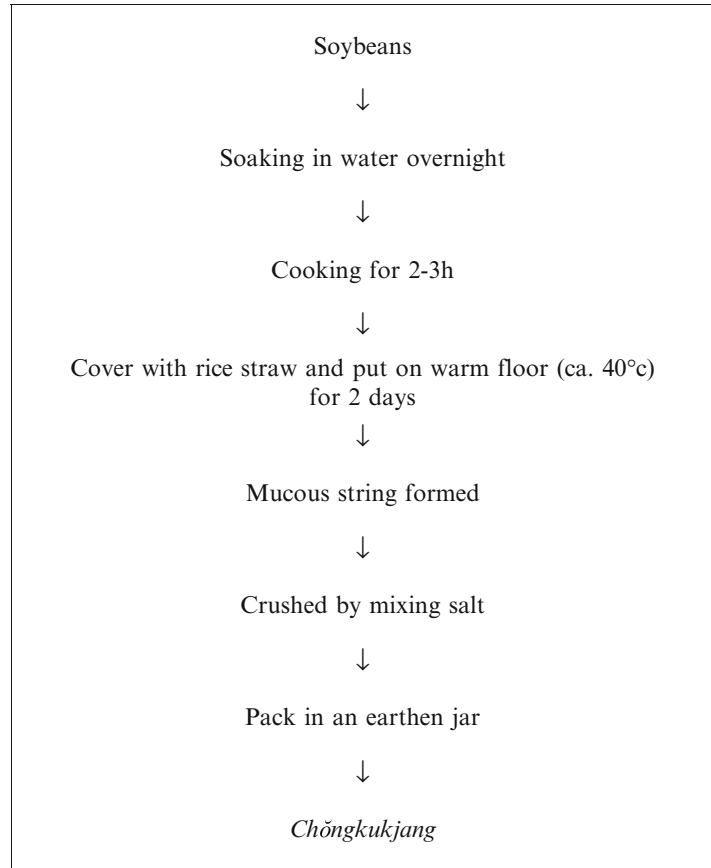 Soybeans
↓
Soaking in water overnight
↓
Cooking for 2-3h
↓
Cover with rice straw and put on warm floor (ca. 40°c)
for 2 days
↓
Mucous string formed
↓
Crushed by mixing salt
↓
Pack in an earthen jar
↓
Chŏngkukjang